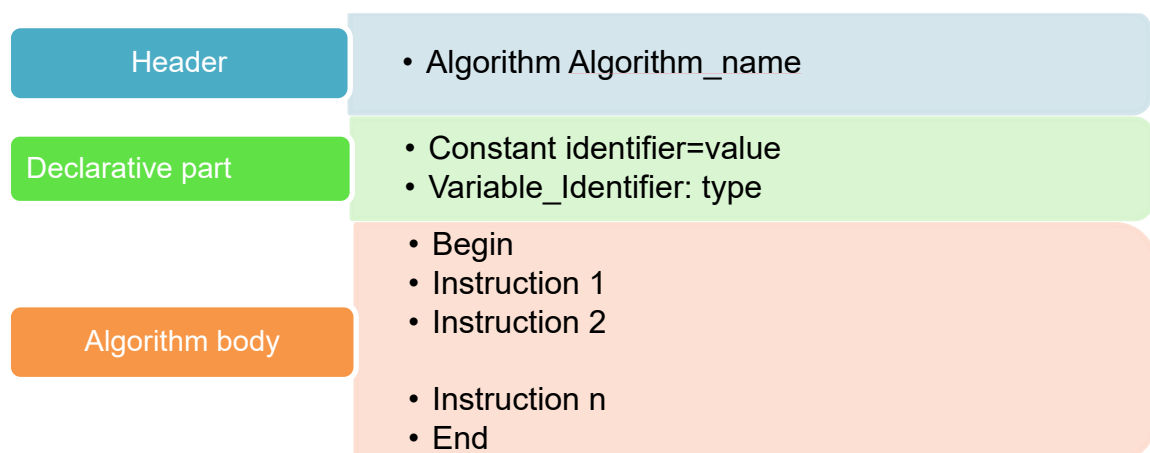 Header
• Algorithm Algorithm_name
Declarative part
• Constant identifier=value
• Variable_Identifier: type
Algorithm body
• Begin
• Instruction 1
• Instruction 2
• Instruction n
• End